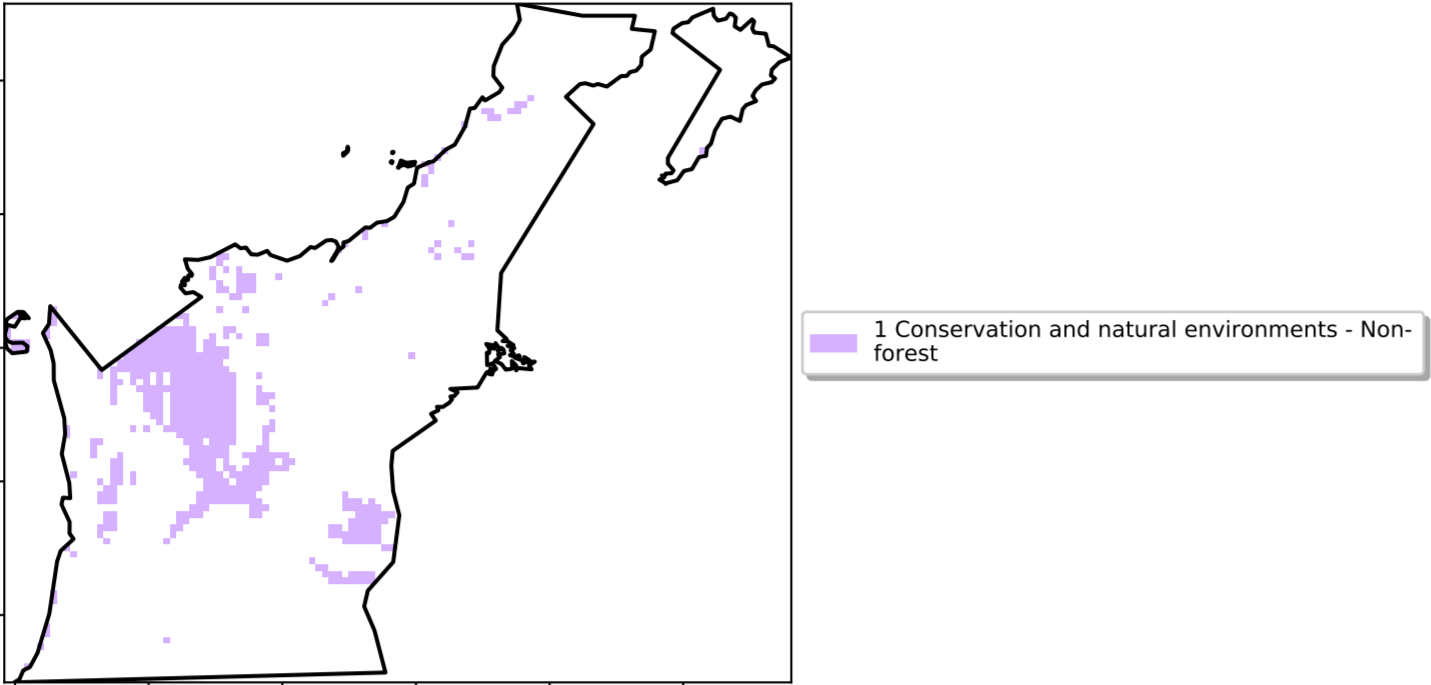 1 Conservation and natural environments - Non-
forest